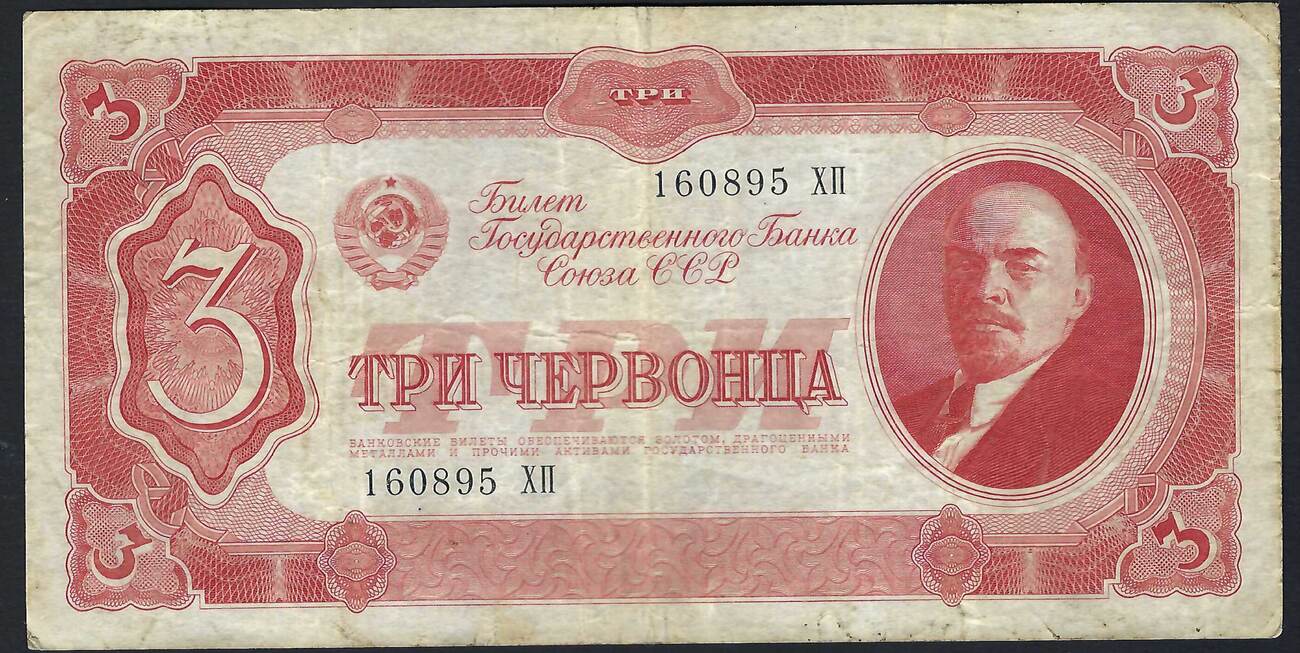 3
ТРИ
3
160895 ХП
Билет
Государственного Банка
Союза ССР
3
ТРИ
ТРИ ЧЕРВОНЦА
БАНКОВСКИЕ БИЛЕТЫ ОБЕСПЕЧИВАЮТСЯ ЗОЛОТОМ, ДРАГОЦЕННЫМИ
МЕТАЛЛАМИ И ПРОЧИМИ АКТИВАМИ ГОСУДАРСТВЕННОГО БАНКА
160895 ХП
3
3